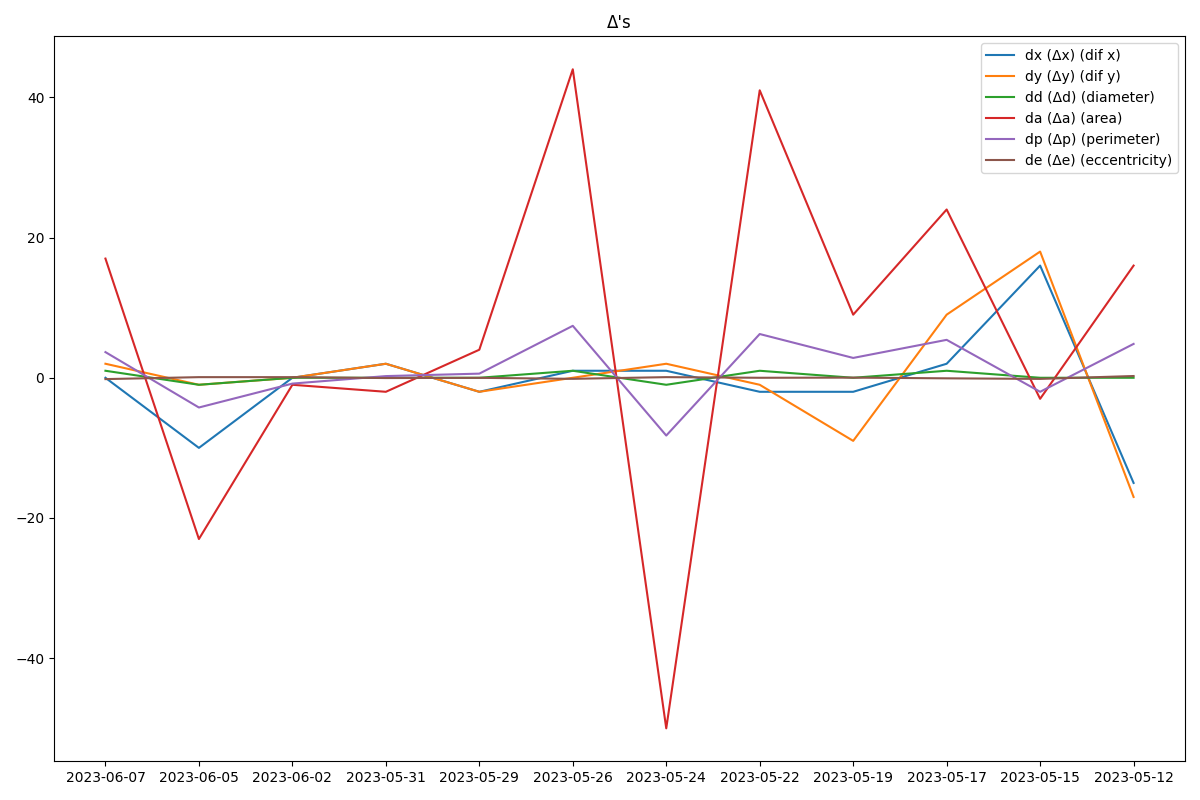 Δ's
dx (Δx) (dif x)
dy (Δy) (dif y)
dd (Δd) (diameter)
da (Δa) (area)
dp (Δp) (perimeter)
de (Δe) (eccentricity)
40
20
0
−20
−40
2023-06-07 2023-06-05 2023-06-02 2023-05-31 2023-05-29 2023-05-26 2023-05-24 2023-05-22 2023-05-19 2023-05-17 2023-05-15 2023-05-12